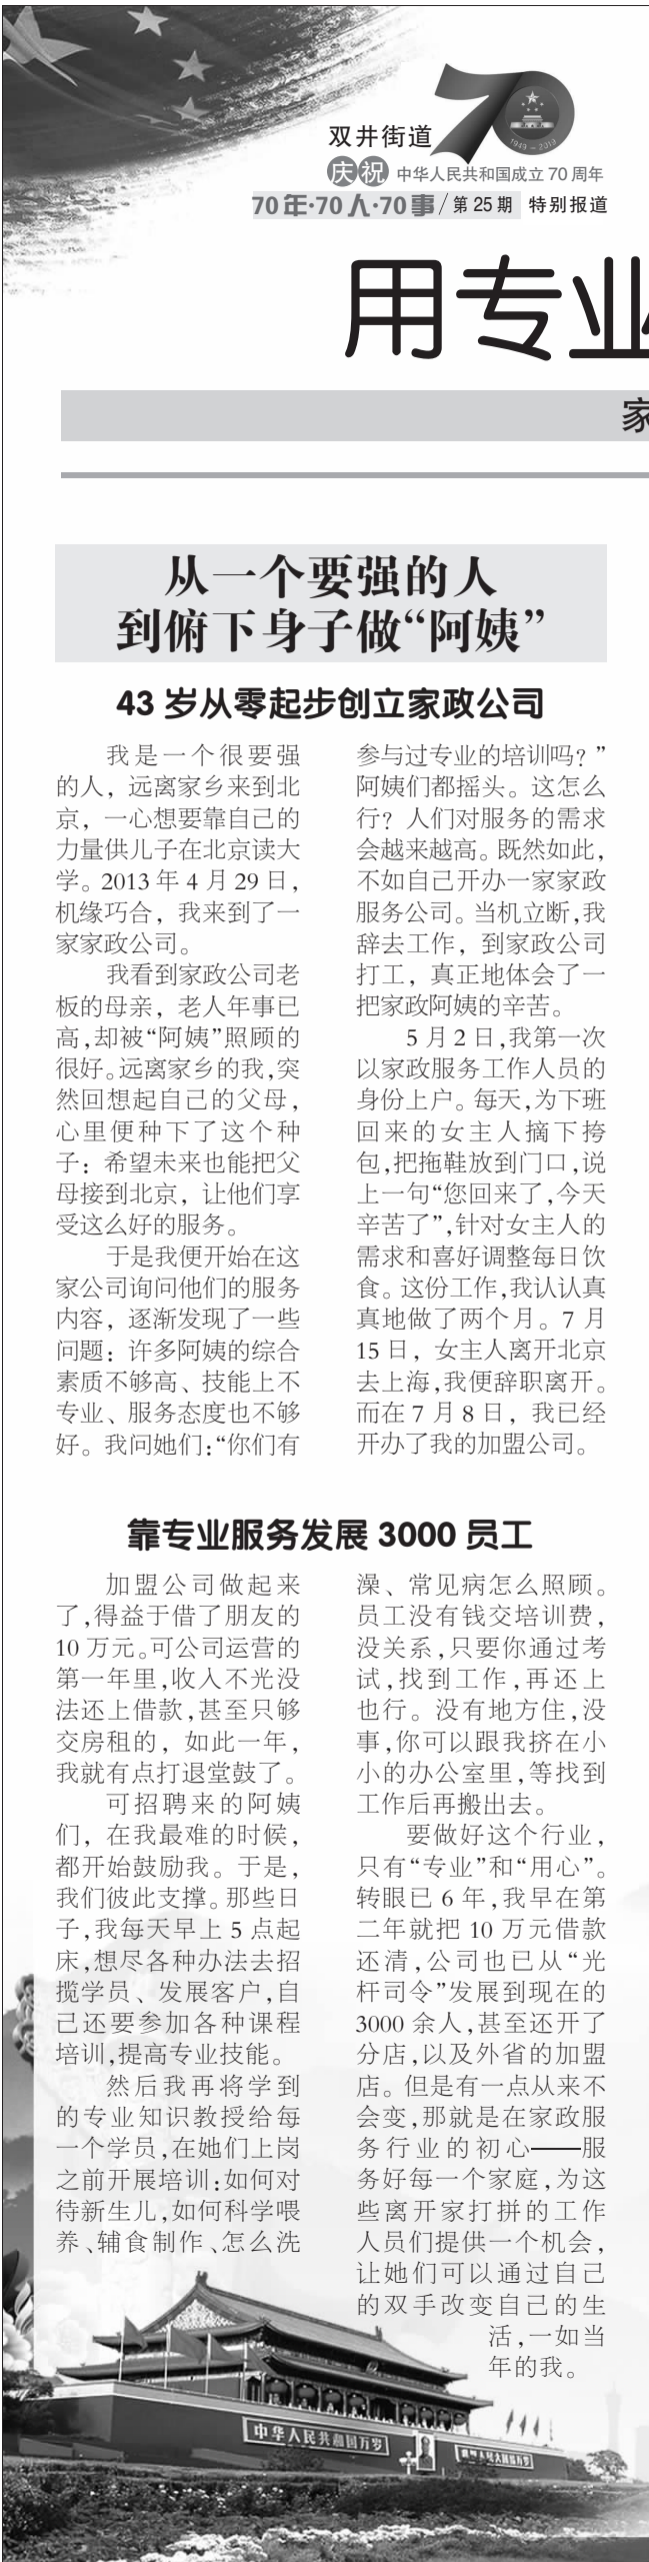 双井街道
70
1949-2019
庆祝 中华人民共和国成立 70 周年
70 年·70 人·70 事/第 25 期 特别报道
用专业
家
从一个要强的人
到俯下身子做“阿姨”
43 岁从零起步创立家政公司
我是一个很要强
的人，远离家乡来到北
京，一心想要靠自己的
力量供儿子在北京读大
学。2013 年 4 月 29 日，
机缘巧合，我来到了一
家家政公司。
我看到家政公司老
板的母亲，老人年事已
高，却被“阿姨”照顾的
很好。远离家乡的我，突
然回想起自己的父母，
心里便种下了这个种
子：希望未来也能把父
母接到北京，让他们享
受这么好的服务。
于是我便开始在这
家公司询问他们的服务
内容，逐渐发现了一些
问题：许多阿姨的综合
素质不够高、技能上不
专业、服务态度也不够
好。我问她们：“你们有
参与过专业的培训吗？”
阿姨们都摇头。这怎么
行？人们对服务的需求
会越来越高。既然如此，
不如自己开办一家家政
服务公司。当机立断，我
辞去工作，到家政公司
打工，真正地体会了一
把家政阿姨的辛苦。
5 月 2 日，我第一次
以家政服务工作人员的
身份上户。每天，为下班
回来的女主人摘下挎
包，把拖鞋放到门口，说
上一句“您回来了，今天
辛苦了”，针对女主人的
需求和喜好调整每日饮
食。这份工作，我认认真
真地做了两个月。7 月
15 日，女主人离开北京
去上海，我便辞职离开。
而在 7 月 8 日，我已经
开办了我的加盟公司。
靠专业服务发展 3000 员工
加盟公司做起来
了，得益于借了朋友的
10 万元。可公司运营的
第一年里，收入不光没
法还上借款，甚至只够
交房租的，如此一年，
我就有点打退堂鼓了。
可招聘来的阿姨
们，在我最难的时候，
都开始鼓励我。于是，
我们彼此支撑。那些日
子，我每天早上 5 点起
床，想尽各种办法去招
揽学员、发展客户，自
己还要参加各种课程
培训，提高专业技能。
然后我再将学到
的专业知识教授给每
一个学员，在她们上岗
之前开展培训：如何对
待新生儿，如何科学喂
养、辅食制作、怎么洗
澡、常见病怎么照顾。
员工没有钱交培训费，
没关系，只要你通过考
试，找到工作，再还上
也行。没有地方住，没
事，你可以跟我挤在小
小的办公室里，等找到
工作后再搬出去。
要做好这个行业，
只有“专业”和“用心”。
转眼已 6 年，我早在第
二年就把 10 万元借款
还清，公司也已从“光
杆司令”发展到现在的
3000 余人，甚至还开了
分店，以及外省的加盟
店。但是有一点从来不
会变，那就是在家政服
务行业的初心——服
务好每一个家庭，为这
些离开家打拼的工作
人员们提供一个机会，
让她们可以通过自己
的双手改变自己的生
活，一如当
年的我。
中华人民共和国万岁
世界人民大团结万岁